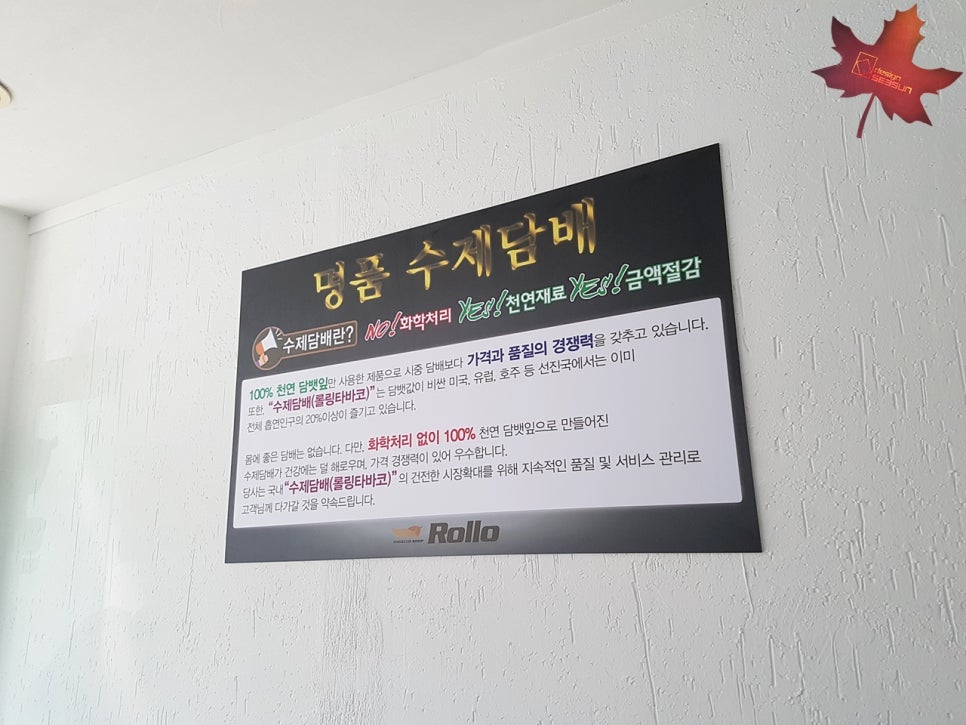 design
SEESUN
명품 수제담배
수제담배란? NO! 화학처리 YES! 천연재료 YES! 금액절감
100% 천연 담뱃잎만 사용한 제품으로 시중 담배보다 가격과 품질의 경쟁력을 갖추고 있습니다.
또한, "수제담배(롤링타바코)"는 담뱃값이 비싼 미국, 유럽, 호주 등 선진국에서는 이미
전체 흡연인구의 20%이상이 즐기고 있습니다.
몸에 좋은 담배는 없습니다. 다만, 화학처리 없이 100% 천연 담뱃잎으로 만들어진
수제담배가 건강에는 덜 해로우며, 가격 경쟁력이 있어 우수합니다.
당사는 국내 "수제담배(롤링타바코)"의 건전한 시장확대를 위해 지속적인 품질 및 서비스 관리로
고객님께 다가갈 것을 약속드립니다.
Rollo